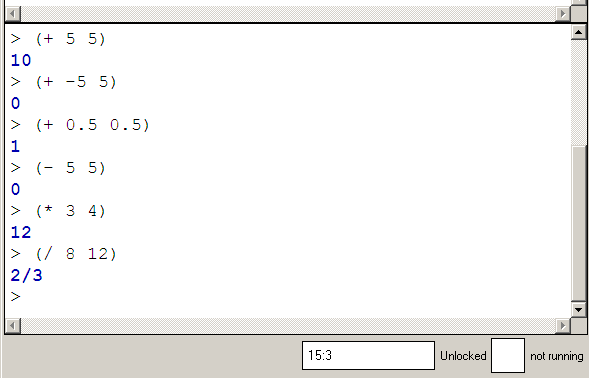 > (+ 5 5)
10
> (+ -5 5)
0
> (+ 0.5 0.5)
1
> (- 5 5)
0
> (* 3 4)
12
> (/ 8 12)
2/3
>
15:3 Unlocked not running